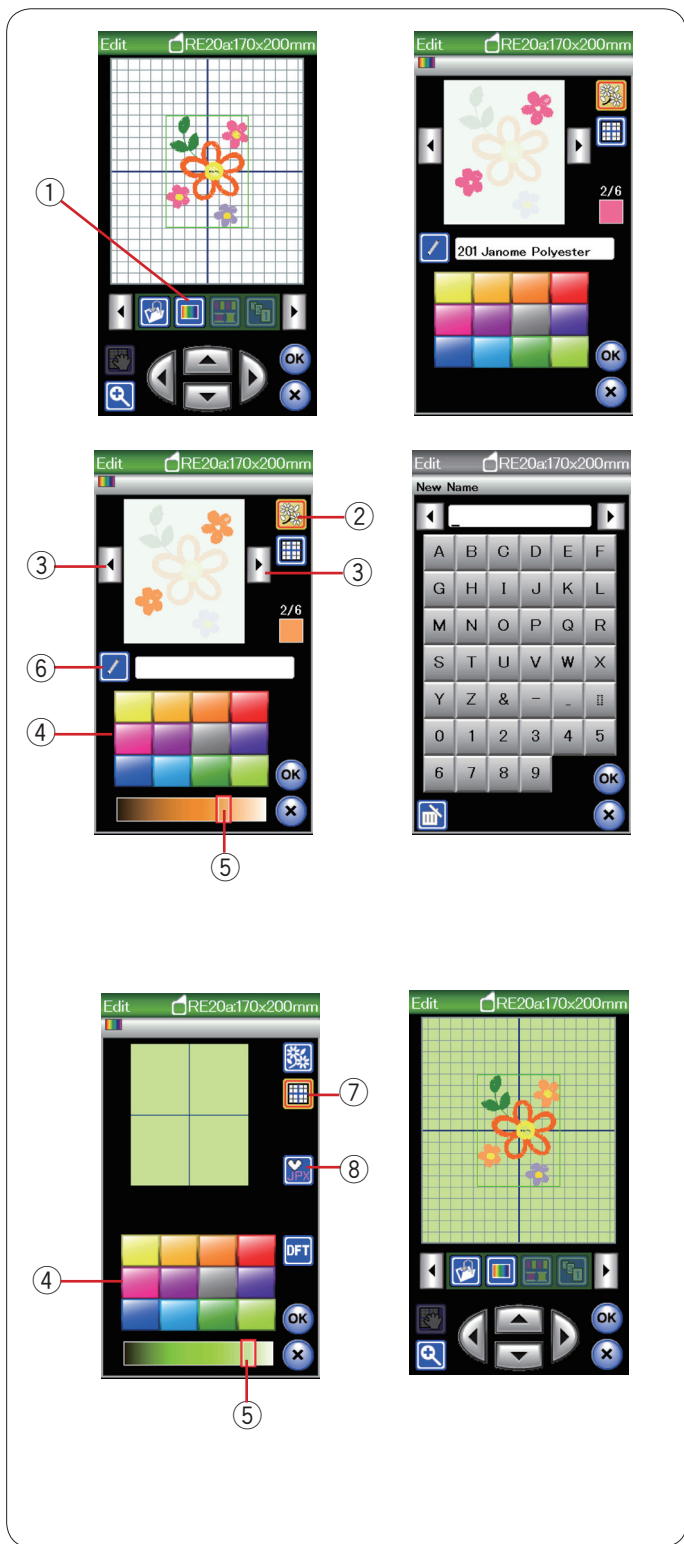 Edit RE20a:170x200mm
①
OK
×
Edit RE20a:170x200mm
2/6
201 Janome Polyester
OK
×
Edit RE20a:170x200mm
②
③
③
2/6
⑥
④
OK
×
⑤
Edit RE20a:170x200mm
New Name
_
A B C D E F
G H I J K L
M N O P Q R
S T U V W X
Y Z & - _
0 1 2 3 4 5
6 7 8 9
OK
×
Edit RE20a:170x200mm
⑦
JPX
⑧
DFT
④
OK
×
⑤
Edit RE20a:170x200mm
OK
×